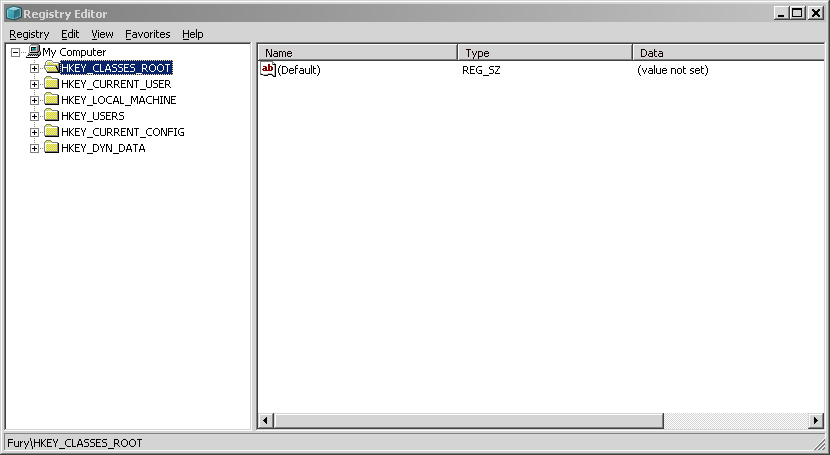 Registry Editor
Registry Edit View Favorites Help
My Computer
HKEY_CLASSES_ROOT
HKEY_CURRENT_USER
HKEY_LOCAL_MACHINE
HKEY_USERS
HKEY_CURRENT_CONFIG
HKEY_DYN_DATA
Name Type Data
ab (Default) REG_SZ (value not set)
Fury\HKEY_CLASSES_ROOT